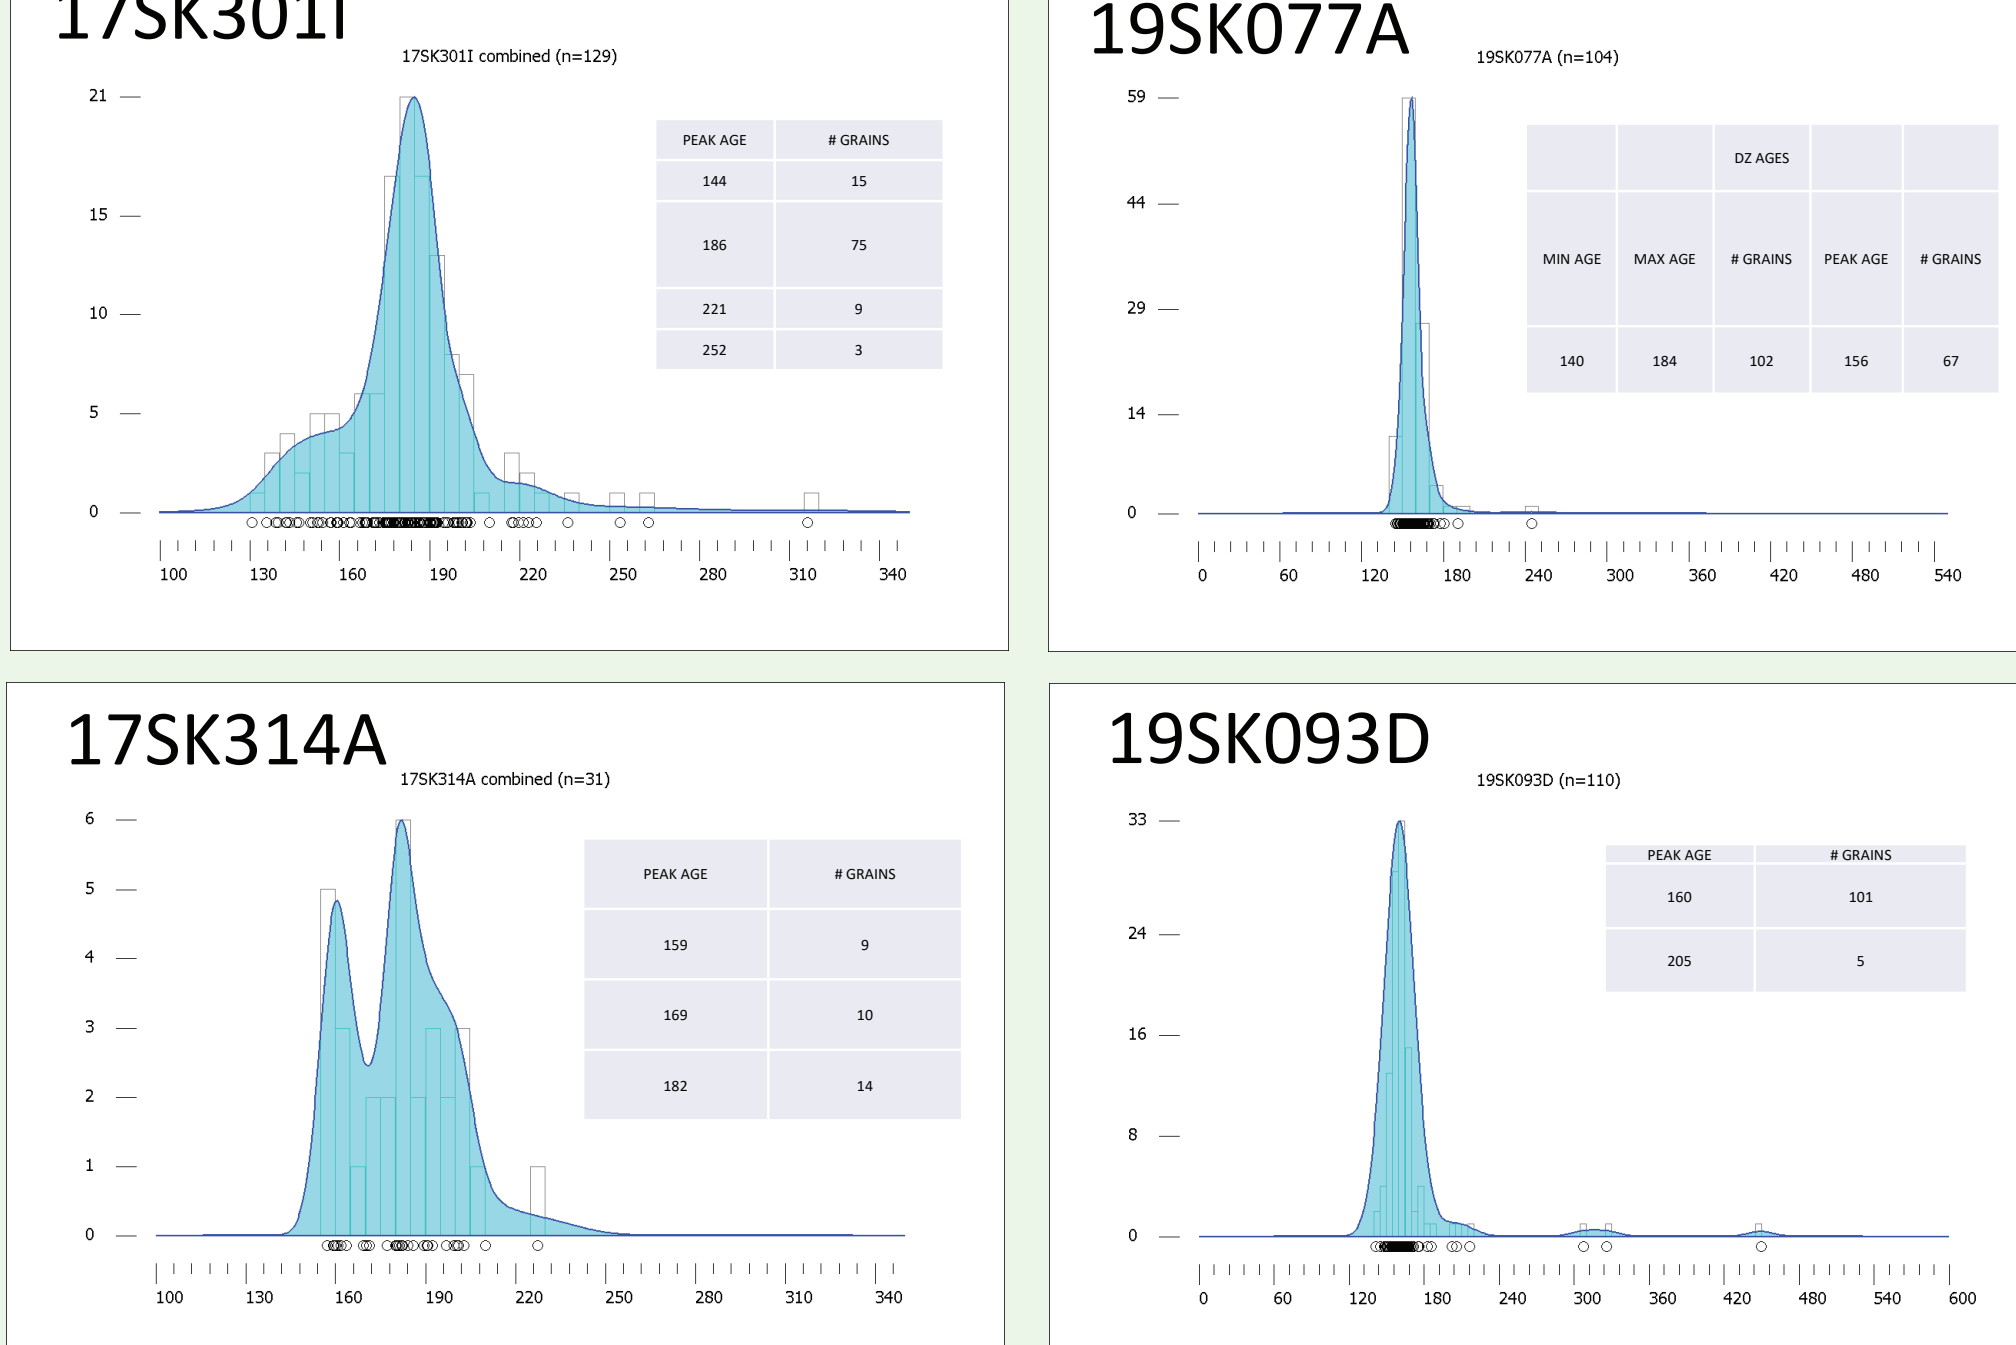 17SK301I
17SK301I combined (n=129)
21
15
10
5
0
100 130 160 190 220 250 280 310 340
PEAK AGE # GRAINS
144 15
186 75
221 9
252 3
19SK077A
19SK077A (n=104)
59
44
29
14
0
0 60 120 180 240 300 360 420 480 540
DZ AGES
MIN AGE MAX AGE # GRAINS PEAK AGE # GRAINS
140 184 102 156 67
17SK314A
17SK314A combined (n=31)
6
5
4
3
2
1
0
100 130 160 190 220 280 310 340
PEAK AGE # GRAINS
159 9
169 10
182 14
19SK093D
19SK093D (n=110)
33
24
16
8
0
0 60 120 180 240 300 360 420 480 540 600
PEAK AGE # GRAINS
160 101
205 5